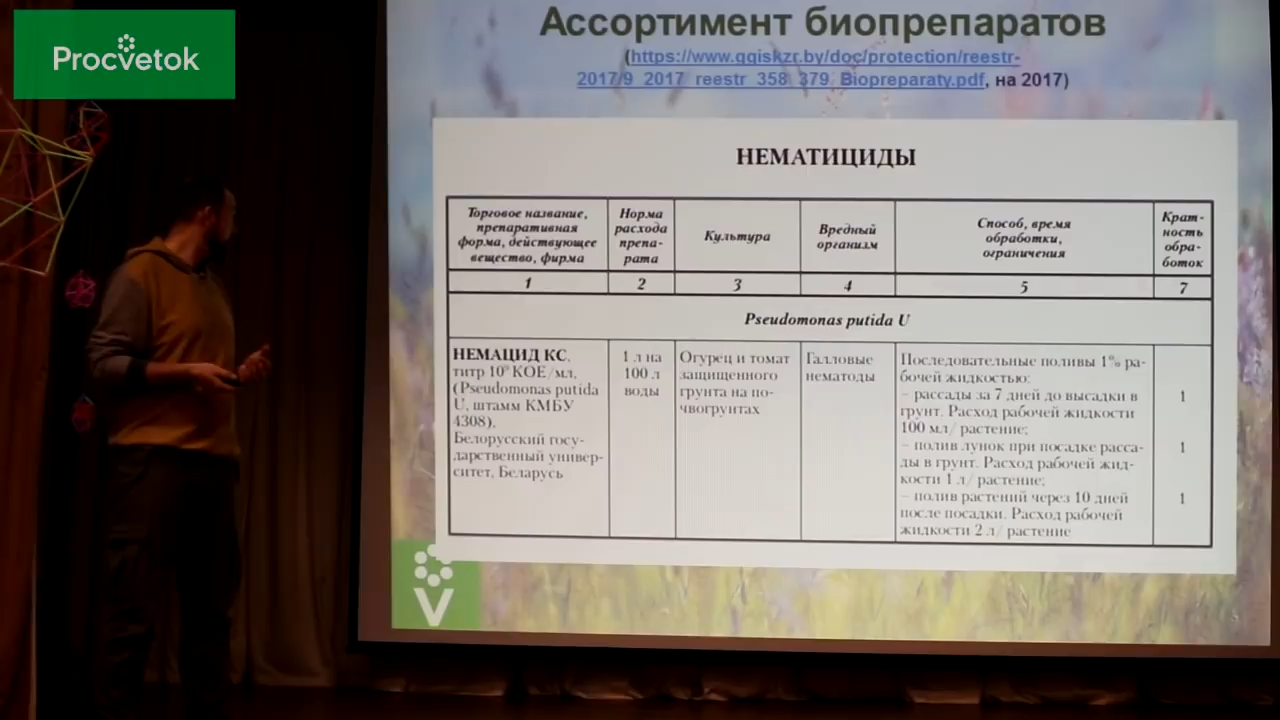 Procvetok
Ассортимент биопрепаратов
(https://www.ggiskzr.by/doc/protection/reestr-
2017/9_2017_reestr_358_379_Biopreparaty.pdf, на 2017)
НЕМАТИЦИДЫ
Торговое название,
препаративная
форма, действующее
вещество, фирма
Норма
расхода
препа-
рата
Культура
Вредный
организм
Способ, время
обработки,
ограничения
Крат-
ность
обра-
боток
1
2
3
4
5
7
Pseudomonas putida U
НЕМАЦИД КС,
титр 10⁹ КОЕ/мл,
(Pseudomonas putida
U, штамм КМБУ
4308),
Белорусский госу-
дарственный универ-
ситет, Беларусь
1 л на
100 л
воды
Огурец и томат
защищенного
грунта на по-
чвогрунтах
Галловые
нематоды
Последовательные поливы 1% ра-
бочей жидкостью:
– рассады за 7 дней до высадки в
грунт. Расход рабочей жидкости
100 мл/растение;
– полив лунок при посадке расса-
ды в грунт. Расход рабочей жид-
кости 1 л/растение;
– полив растений через 10 дней
после посадки. Расход рабочей
жидкости 2 л/растение
1
1
1